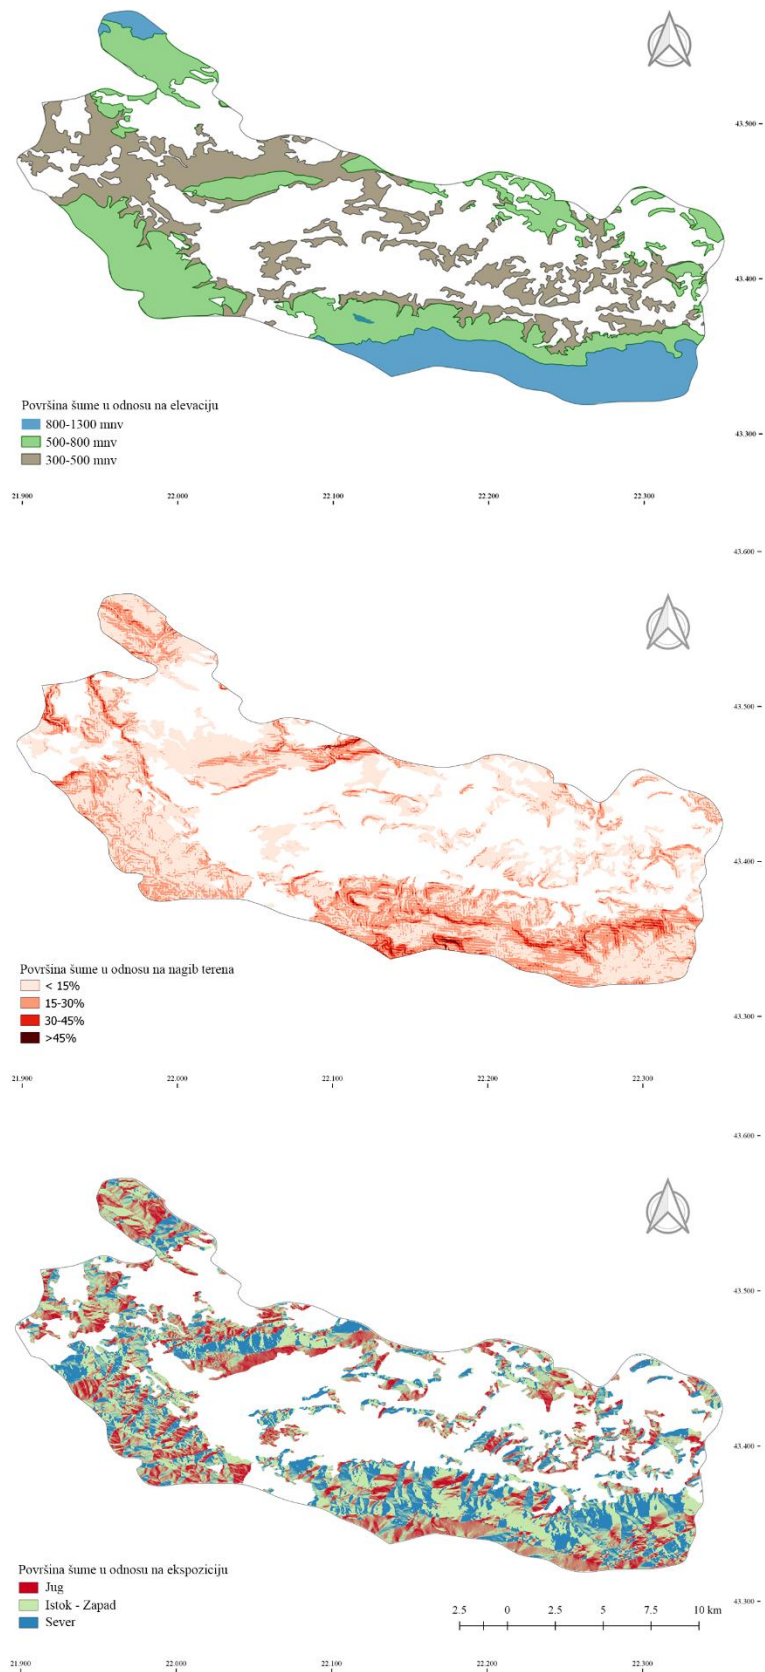 43.500
43.400
Površina šume u odnosu na elevaciju
800-1300 mnv
500-800 mnv
300-500 mnv
43.300
21.900 22.000 22.100 22.200 22.300
43.600
43.500
43.400
Površina šume u odnosu na nagib terena
< 15%
15-30%
30-45%
>45%
43.300
21.900 22.000 22.100 22.200 22.300
43.600
43.500
43.400
Površina šume u odnosu na ekspoziciju
Jug
Istok - Zapad
Sever
43.300
2.5 0 2.5 5 7.5 10 km
21.900 22.000 22.100 22.200 22.300